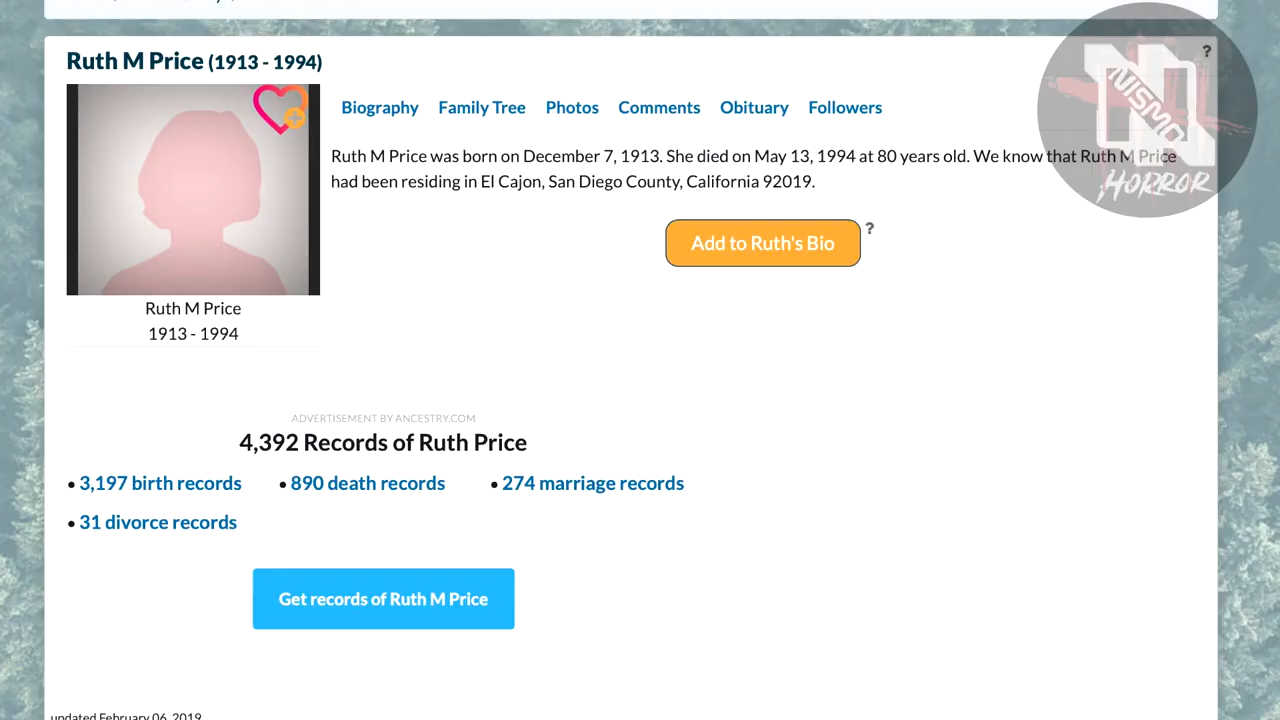 Ruth M Price (1913 - 1994)
?
NISMO
HORROR
Biography Family Tree Photos Comments Obituary Followers
Ruth M Price was born on December 7, 1913. She died on May 13, 1994 at 80 years old. We know that Ruth M Price
had been residing in El Cajon, San Diego County, California 92019.
Add to Ruth's Bio ?
Ruth M Price
1913 - 1994
ADVERTISEMENT BY ANCESTRY.COM
4,392 Records of Ruth Price
• 3,197 birth records • 890 death records • 274 marriage records
• 31 divorce records
Get records of Ruth M Price
updated February 06, 2019